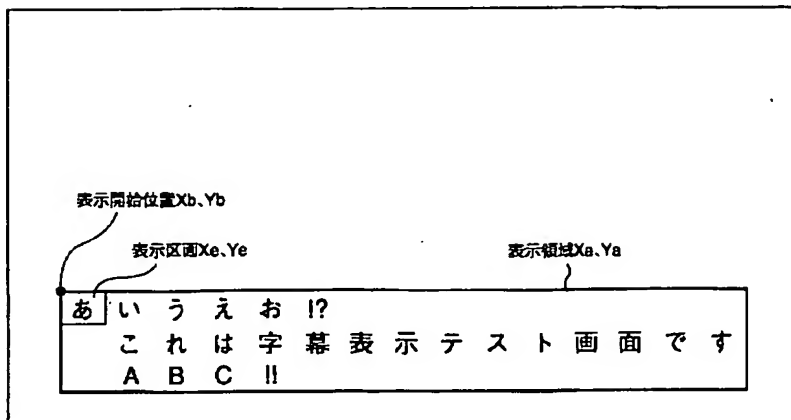 表示開始位置Xb、Yb
表示区画Xe、Ye
表示領域Xa、Ya
あいうえお!?
これは字幕表示テスト画面です
ABC!!